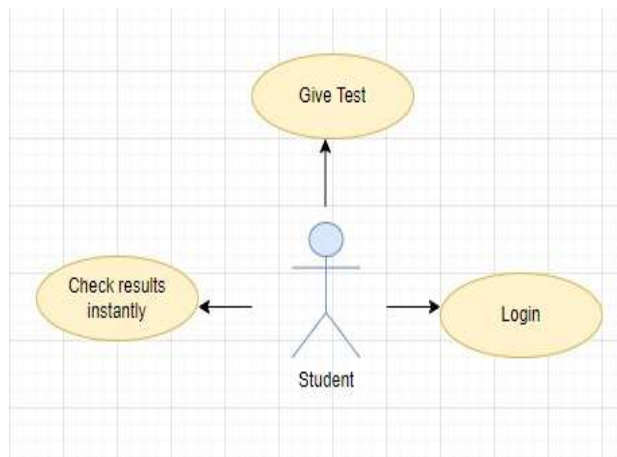 Give Test
Check results
instantly
Login
Student